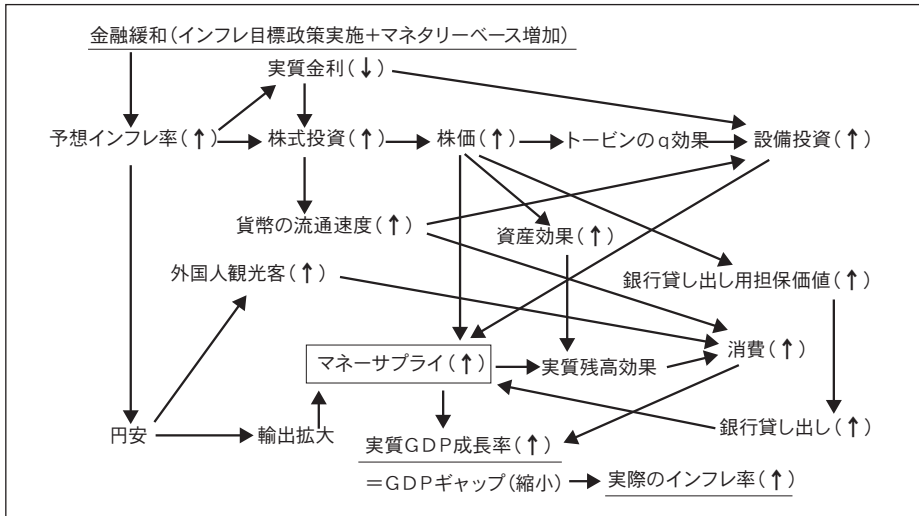 金融緩和(インフレ目標政策実施+マネタリーベース増加)
実質金利(↓)
予想インフレ率(↑)
株式投資(↑)
株価(↑)
トービンのq効果
設備投資(↑)
貨幣の流通速度(↑)
資産効果(↑)
外国人観光客(↑)
銀行貸し出し用担保価値(↑)
マネーサプライ(↑)
実質残高効果
消費(↑)
円安
輸出拡大
実質GDP成長率(↑)
銀行貸し出し(↑)
=GDPギャップ(縮小)
実際のインフレ率(↑)